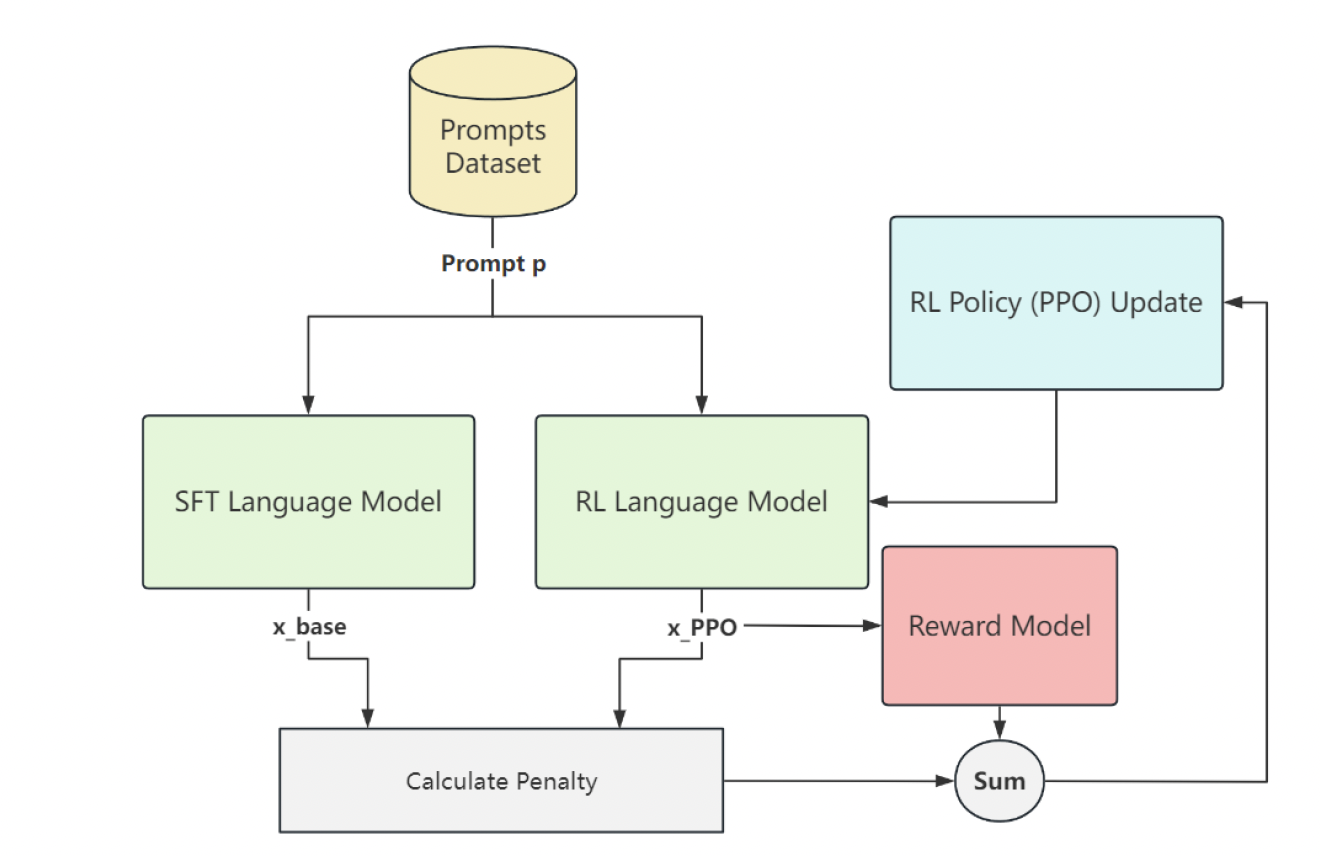 Prompts
Dataset
Prompt p
RL Policy (PPO) Update
SFT Language Model
RL Language Model
x_base
x_PPO
Reward Model
Calculate Penalty
Sum